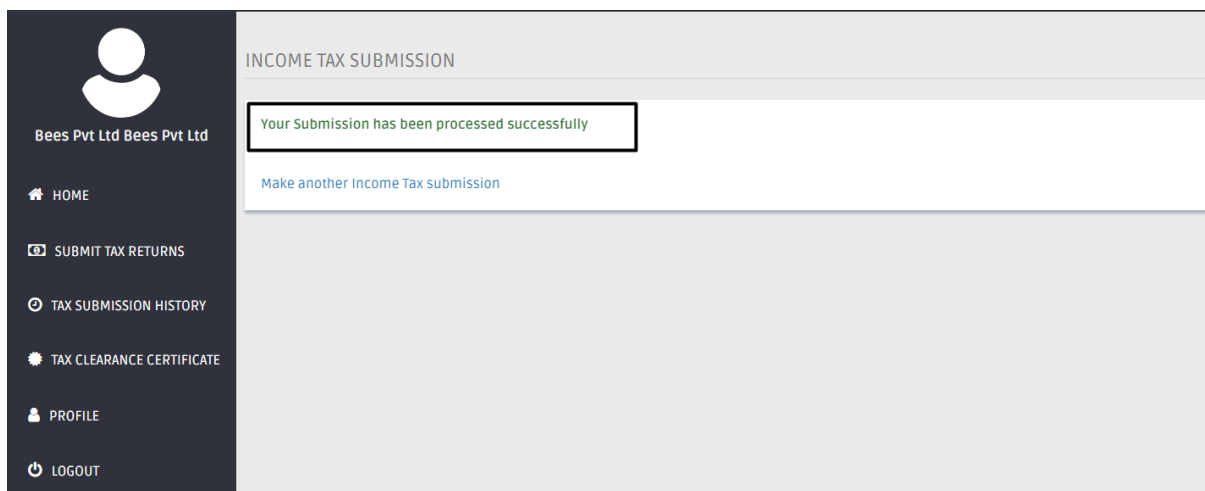 Bees Pvt Ltd Bees Pvt Ltd
HOME
SUBMIT TAX RETURNS
TAX SUBMISSION HISTORY
TAX CLEARANCE CERTIFICATE
PROFILE
LOGOUT
INCOME TAX SUBMISSION
Your Submission has been processed successfully
Make another Income Tax submission